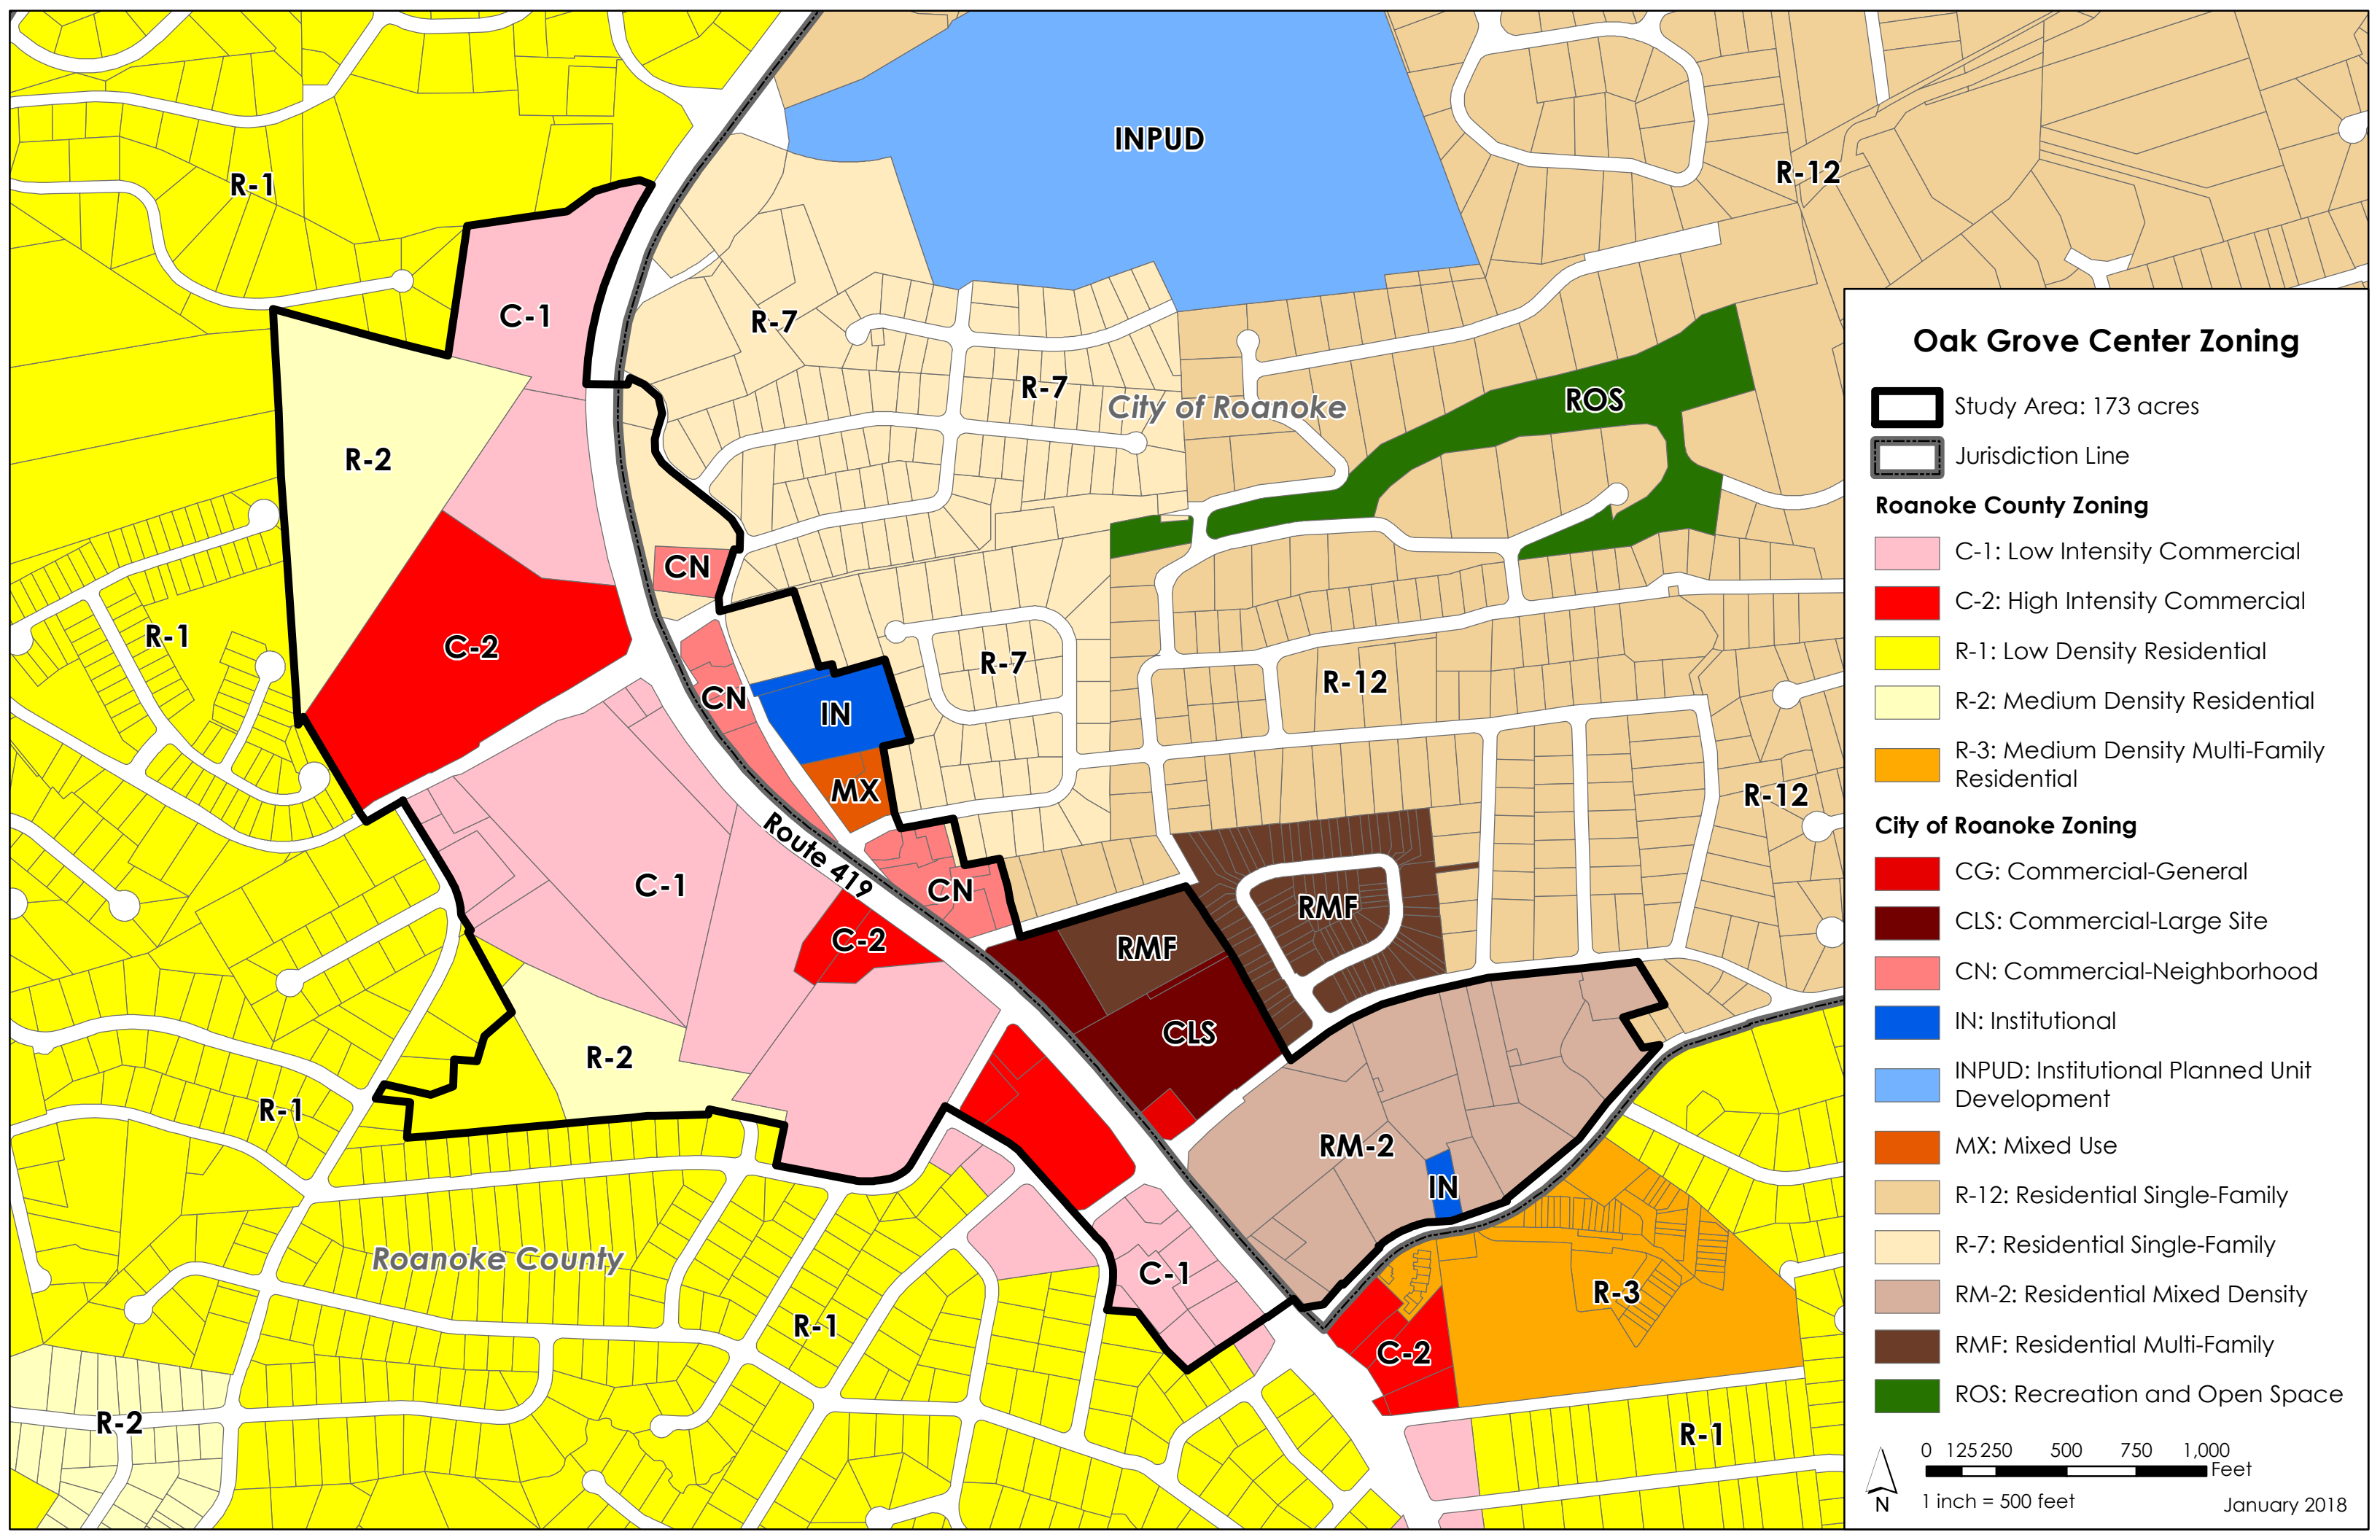 INPUD
R-12
R-1
C-1
R-7
R-7
City of Roanoke
ROS
R-2
CN
R-1
C-2
R-7
R-12
CN
IN
MX
R-12
Route 419
C-1
CN
RMF
C-2
RMF
CLS
R-2
R-1
RM-2
IN
Roanoke County
C-1
R-3
R-1
C-2
R-2
R-1
Oak Grove Center Zoning
Study Area: 173 acres
Jurisdiction Line
Roanoke County Zoning
C-1: Low Intensity Commercial
C-2: High Intensity Commercial
R-1: Low Density Residential
R-2: Medium Density Residential
R-3: Medium Density Multi-Family
Residential
City of Roanoke Zoning
CG: Commercial-General
CLS: Commercial-Large Site
CN: Commercial-Neighborhood
IN: Institutional
INPUD: Institutional Planned Unit
Development
MX: Mixed Use
R-12: Residential Single-Family
R-7: Residential Single-Family
RM-2: Residential Mixed Density
RMF: Residential Multi-Family
ROS: Recreation and Open Space
0 125 250 500 750 1,000
Feet
N
1 inch = 500 feet
January 2018